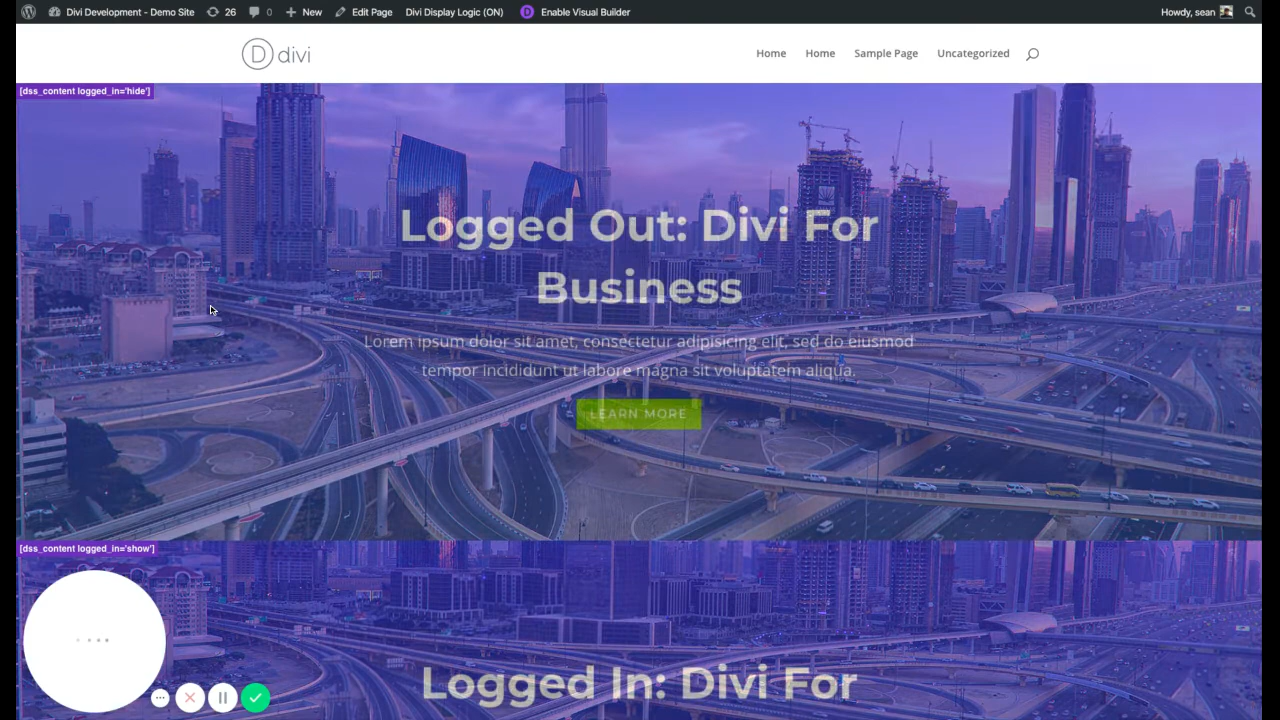 Divi Development - Demo Site 26 0 New Edit Page Divi Display Logic (ON) D Enable Visual Builder Howdy, sean
D divi Home Home Sample Page Uncategorized
[dss_content logged_in='hide']
Logged Out: Divi For
Business
Lorem ipsum dolor sit amet, consectetur adipisicing elit, sed do eiusmod
tempor incididunt ut labore magna sit voluptatem aliqua.
LEARN MORE
[dss_content logged_in='show']
Logged In: Divi For